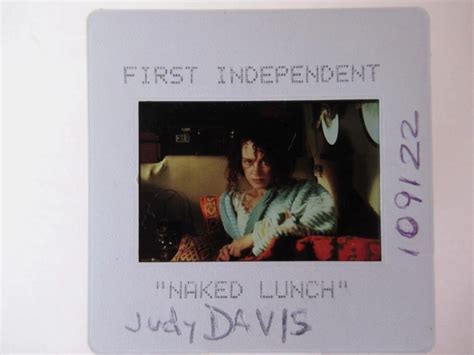 FIRST INDEPENDENT
109122
"NAKED LUNCH"
Judy DAVIS